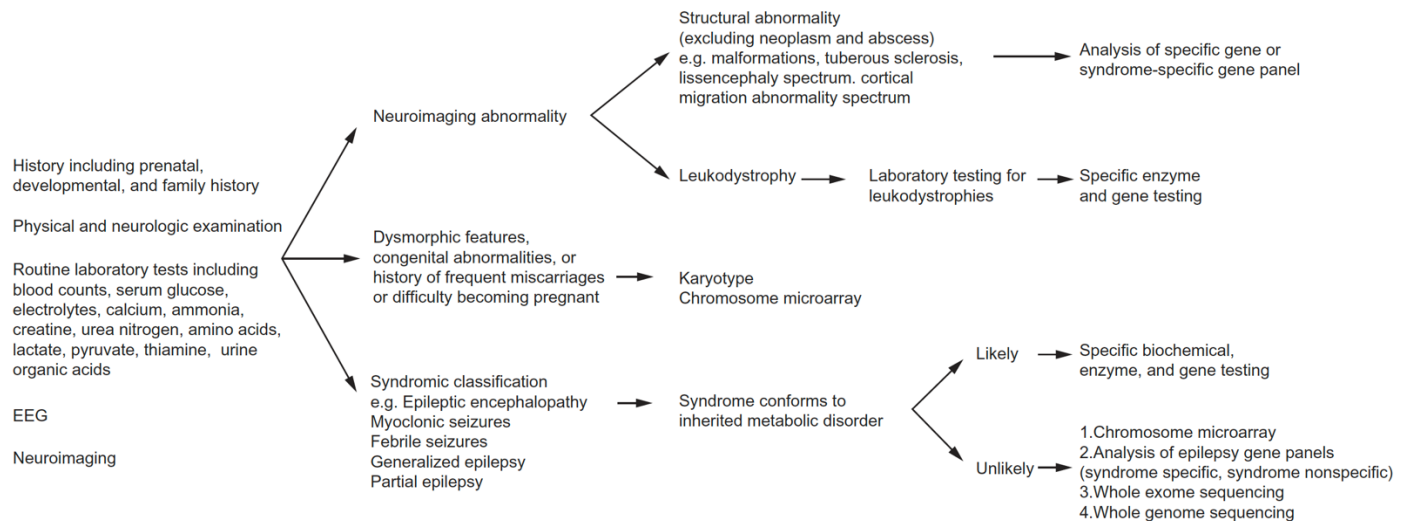 History including prenatal,
developmental, and family history
Physical and neurologic examination
Routine laboratory tests including
blood counts, serum glucose,
electrolytes, calcium, ammonia,
creatine, urea nitrogen, amino acids,
lactate, pyruvate, thiamine, urine
organic acids
EEG
Neuroimaging
Neuroimaging abnormality
Structural abnormality
(excluding neoplasm and abscess)
e.g. malformations, tuberous sclerosis,
lissencephaly spectrum. cortical
migration abnormality spectrum
Analysis of specific gene or
syndrome-specific gene panel
Leukodystrophy
Laboratory testing for
leukodystrophies
Specific enzyme
and gene testing
Dysmorphic features,
congenital abnormalities, or
history of frequent miscarriages
or difficulty becoming pregnant
Karyotype
Chromosome microarray
Syndromic classification
e.g. Epileptic encephalopathy
Myoclonic seizures
Febrile seizures
Generalized epilepsy
Partial epilepsy
Syndrome conforms to
inherited metabolic disorder
Likely
Specific biochemical,
enzyme, and gene testing
Unlikely
1.Chromosome microarray
2.Analysis of epilepsy gene panels
(syndrome specific, syndrome nonspecific)
3.Whole exome sequencing
4.Whole genome sequencing